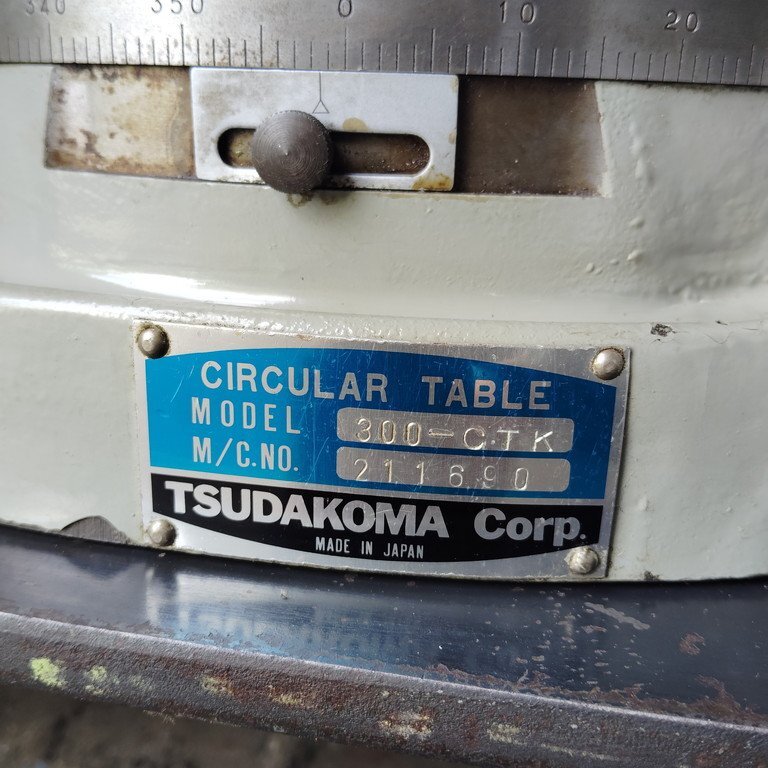 340 350 0 10 20
CIRCULAR TABLE
MODEL 300-CTK
M/C.NO. 211690
TSUDAKOMA Corp.
MADE IN JAPAN